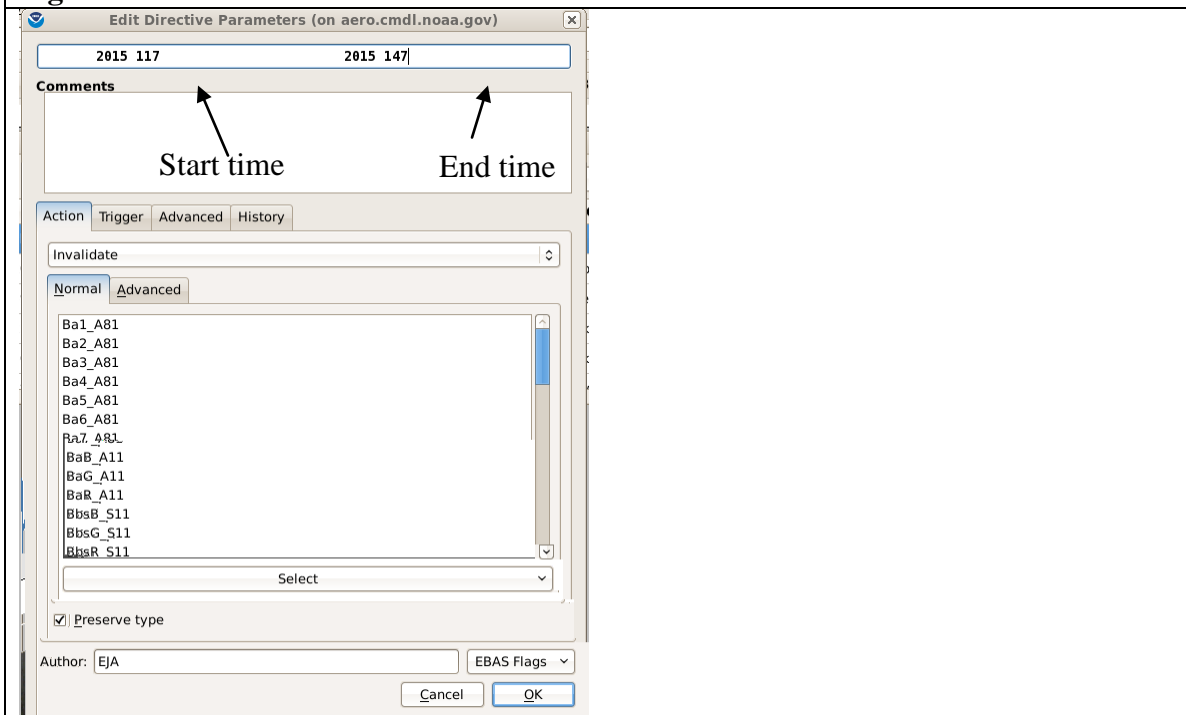 Edit Directive Parameters (on aero.cmdl.noaa.gov)
2015 117 2015 147
Comments
Start time End time
Action Trigger Advanced History
Invalidate
Normal Advanced
Ba1_A81
Ba2_A81
Ba3_A81
Ba4_A81
Ba5_A81
Ba6_A81
Ba7_A81
BaB_A11
BaG_A11
BaR_A11
BbsB_S11
BbsG_S11
BbsR_S11
Select
Preserve type
Author: EJA EBAS Flags
Cancel OK